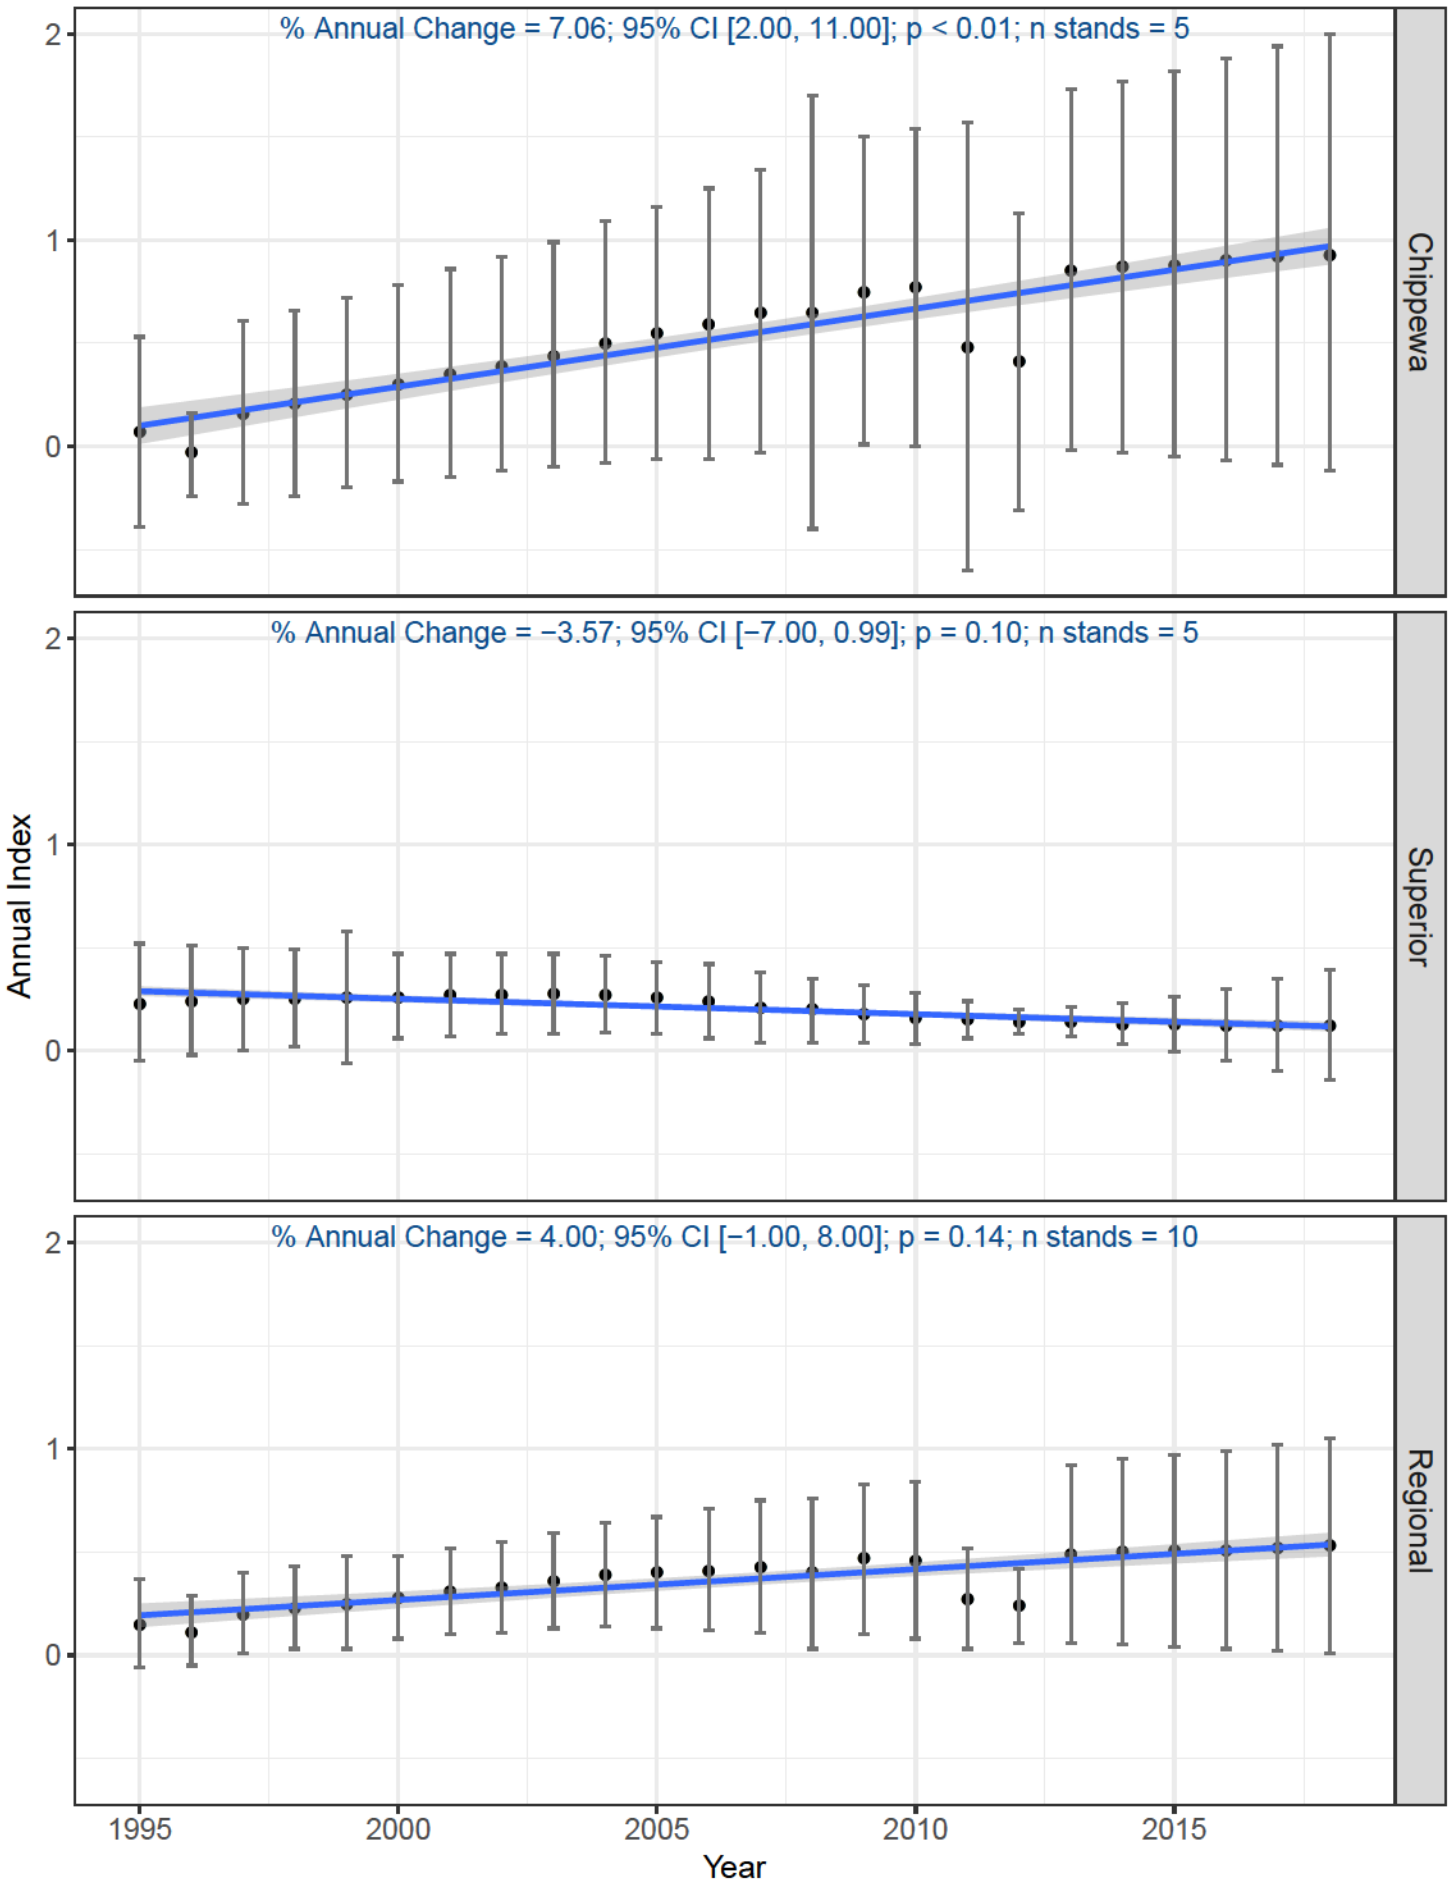 % Annual Change = 7.06; 95% CI [2.00, 11.00]; p < 0.01; n stands = 5
2
1
0
Chippewa
% Annual Change = −3.57; 95% CI [−7.00, 0.99]; p = 0.10; n stands = 5
2
1
0
Superior
Annual Index
% Annual Change = 4.00; 95% CI [−1.00, 8.00]; p = 0.14; n stands = 10
2
1
0
Regional
1995 2000 2005 2010 2015
Year